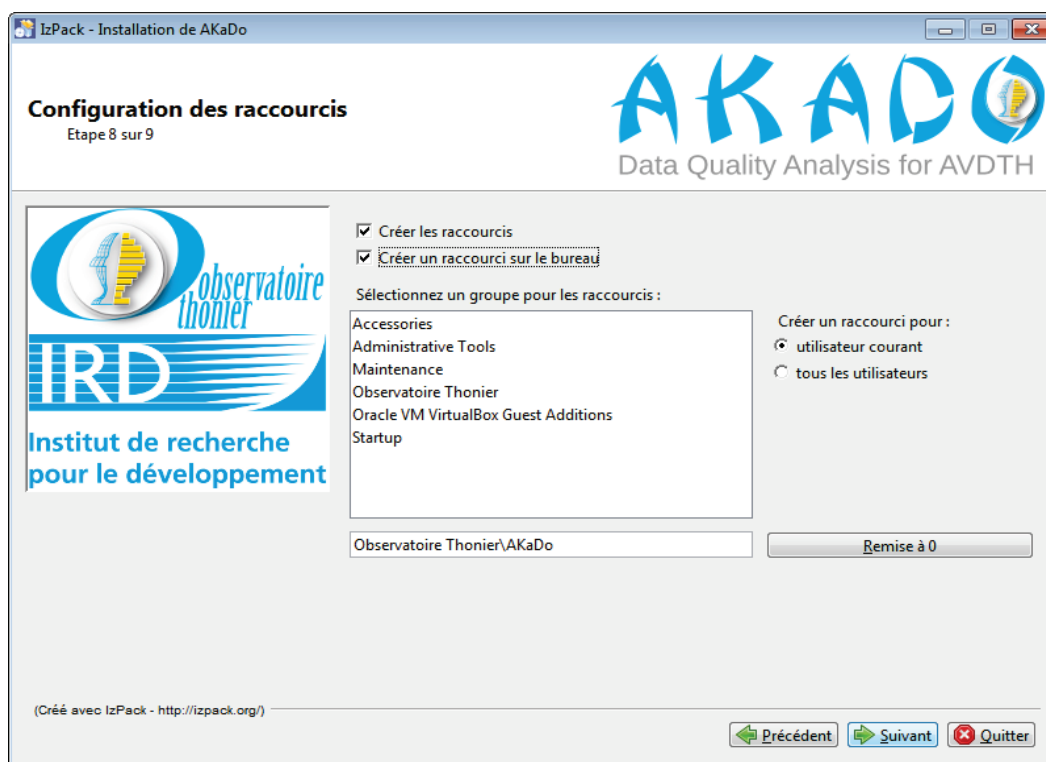 IzPack - Installation de AKaDo
Configuration des raccourcis
Etape 8 sur 9
AKADO
Data Quality Analysis for AVDTH
Observatoire
thonier
IRD
Institut de recherche
pour le développement
Créer les raccourcis
Créer un raccourci sur le bureau
Sélectionnez un groupe pour les raccourcis :
Accessories
Administrative Tools
Maintenance
Observatoire Thonier
Oracle VM VirtualBox Guest Additions
Startup
Créer un raccourci pour :
utilisateur courant
tous les utilisateurs
Observatoire Thonier\AKaDo
Remise à 0
(Créé avec IzPack - http://izpack.org/)
Précédent
Suivant
Quitter